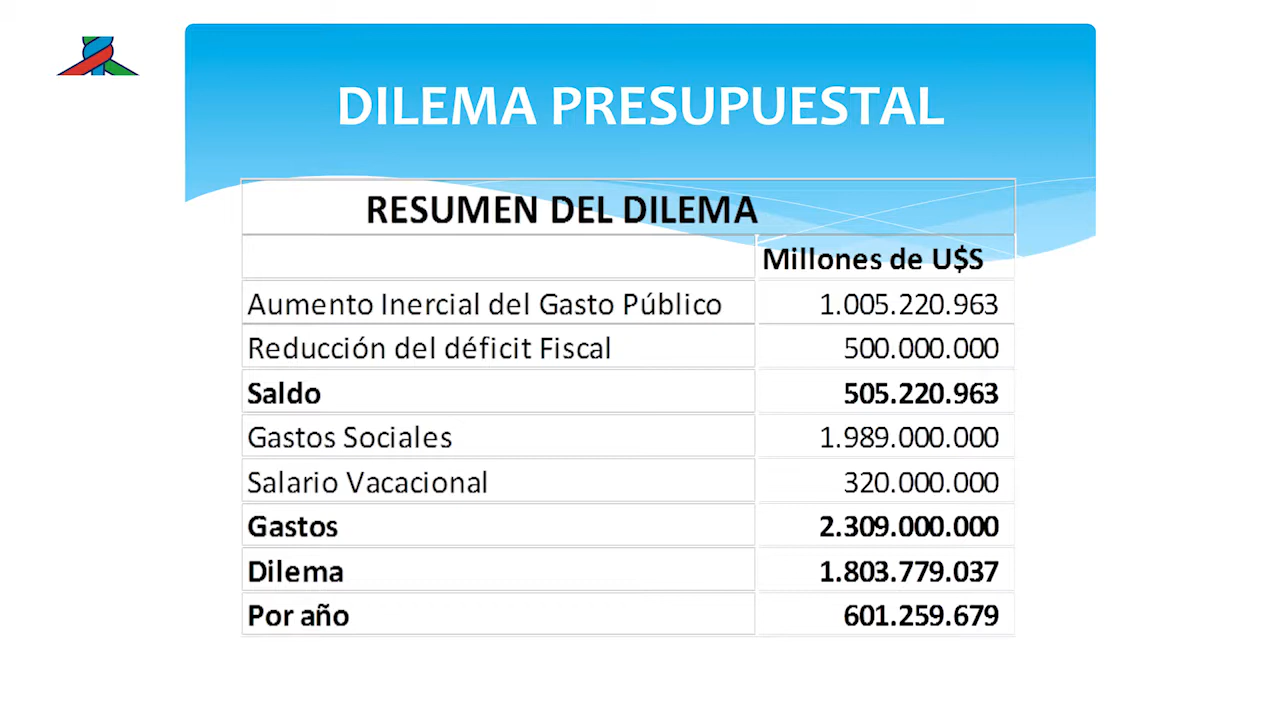 DILEMA PRESUPUESTAL
RESUMEN DEL DILEMA
Millones de U$S
Aumento Inercial del Gasto Público 1.005.220.963
Reducción del déficit Fiscal 500.000.000
Saldo 505.220.963
Gastos Sociales 1.989.000.000
Salario Vacacional 320.000.000
Gastos 2.309.000.000
Dilema 1.803.779.037
Por año 601.259.679